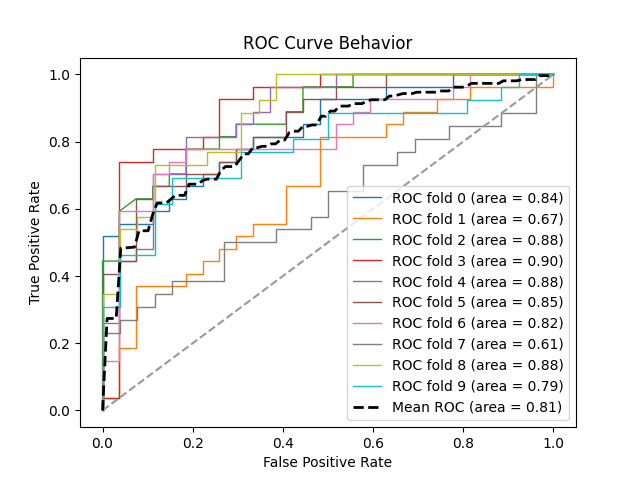 ROC Curve Behavior
True Positive Rate
1.0
0.8
0.6
0.4
0.2
0.0
ROC fold 0 (area = 0.84)
ROC fold 1 (area = 0.67)
ROC fold 2 (area = 0.88)
ROC fold 3 (area = 0.90)
ROC fold 4 (area = 0.88)
ROC fold 5 (area = 0.85)
ROC fold 6 (area = 0.82)
ROC fold 7 (area = 0.61)
ROC fold 8 (area = 0.88)
ROC fold 9 (area = 0.79)
Mean ROC (area = 0.81)
0.0 0.2 0.4 0.6 0.8 1.0
False Positive Rate